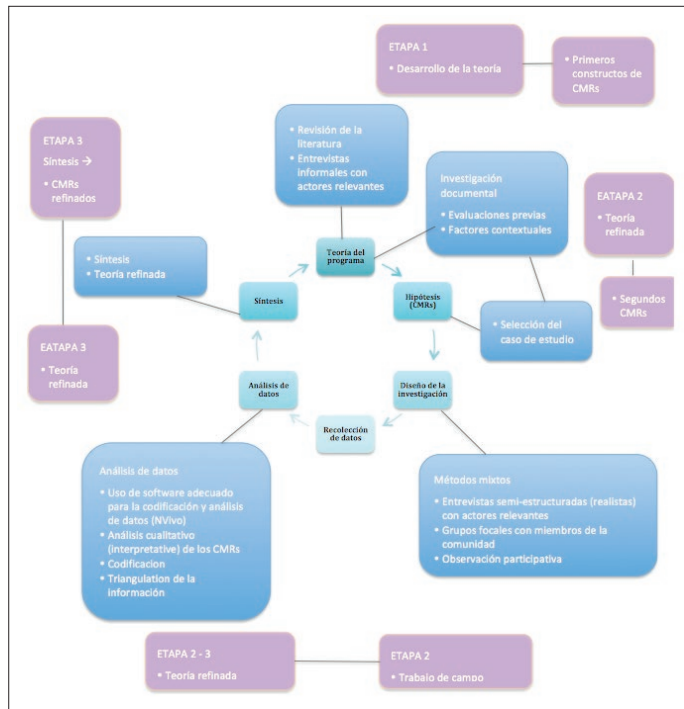 ETAPA 1
• Desarrollo de la teoría
• Primeros
constructos de
CMRs
ETAPA 3
Síntesis →
• CMRs
refinados
• Revisión de la
literatura
• Entrevistas
informales con
actores relevantes
Investigación
documental
• Evaluaciones previas
• Factores contextuales
EATAPA 2
• Teoría
refinada
• Segundos
CMRs
• Síntesis
• Teoría refinada
Teoría del
programa
Síntesis
Hipótesis
(CMRs)
• Selección del
caso de estudio
EATAPA 3
• Teoría
refinada
Análisis de
datos
Diseño de la
investigación
Recolección
de datos
Análisis de datos
• Uso de software adecuado
para la codificación y análisis
de datos (NVivo)
• Análisis cualitativo
(interpretative) de los CMRs
• Codificacion
• Triangulation de la
información
Métodos mixtos
• Entrevistas semi-estructuradas (realistas)
con actores relevantes
• Grupos focales con miembros de la
comunidad
• Observación participativa
ETAPA 2 - 3
• Teoría refinada
ETAPA 2
• Trabajo de campo